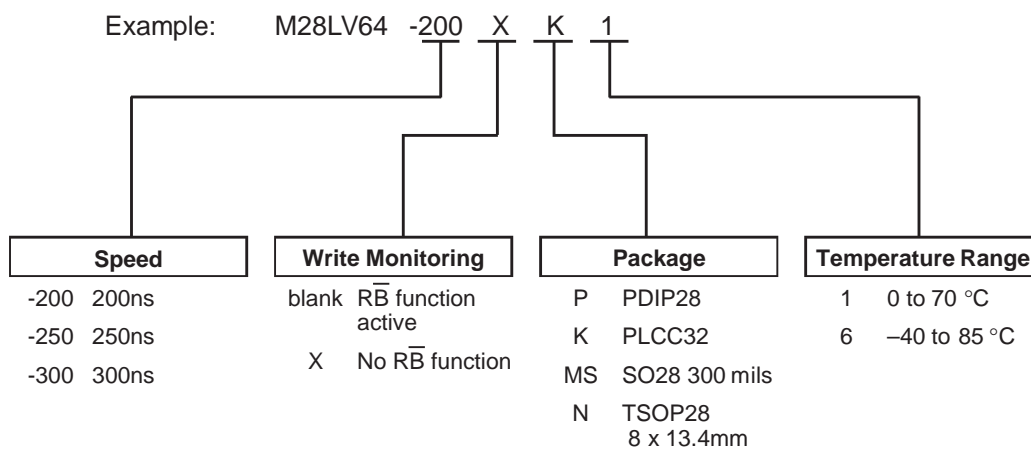 Example: M28LV64 -200 X K 1
Speed
-200 200ns
-250 250ns
-300 300ns
Write Monitoring
blank RB̅ function
active
X No RB̅ function
Package
P PDIP28
K PLCC32
MS SO28 300 mils
N TSOP28
8 x 13.4mm
Temperature Range
1 0 to 70 °C
6 –40 to 85 °C